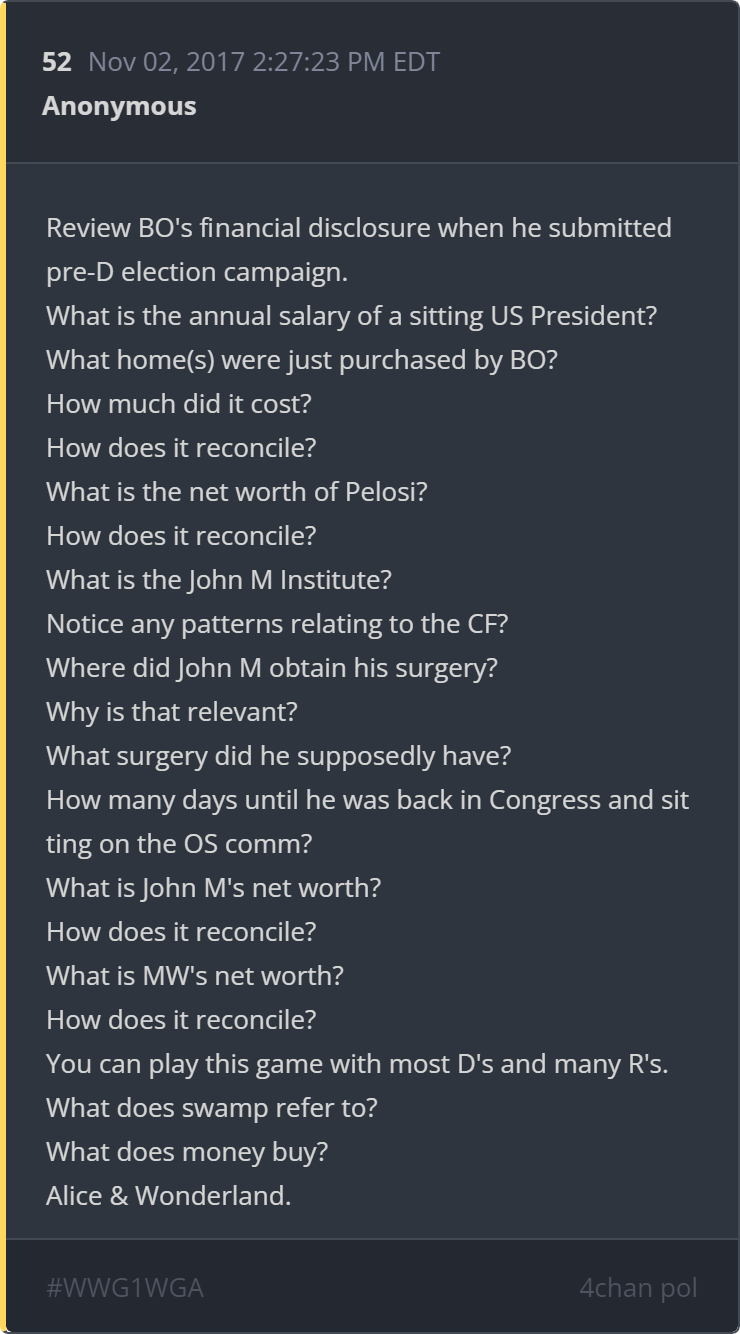 52 Nov 02, 2017 2:27:23 PM EDT
Anonymous
Review BO's financial disclosure when he submitted
pre-D election campaign.
What is the annual salary of a sitting US President?
What home(s) were just purchased by BO?
How much did it cost?
How does it reconcile?
What is the net worth of Pelosi?
How does it reconcile?
What is the John M Institute?
Notice any patterns relating to the CF?
Where did John M obtain his surgery?
Why is that relevant?
What surgery did he supposedly have?
How many days until he was back in Congress and sit
ting on the OS comm?
What is John M's net worth?
How does it reconcile?
What is MW's net worth?
How does it reconcile?
You can play this game with most D's and many R's.
What does swamp refer to?
What does money buy?
Alice & Wonderland.
#WWG1WGA 4chan pol